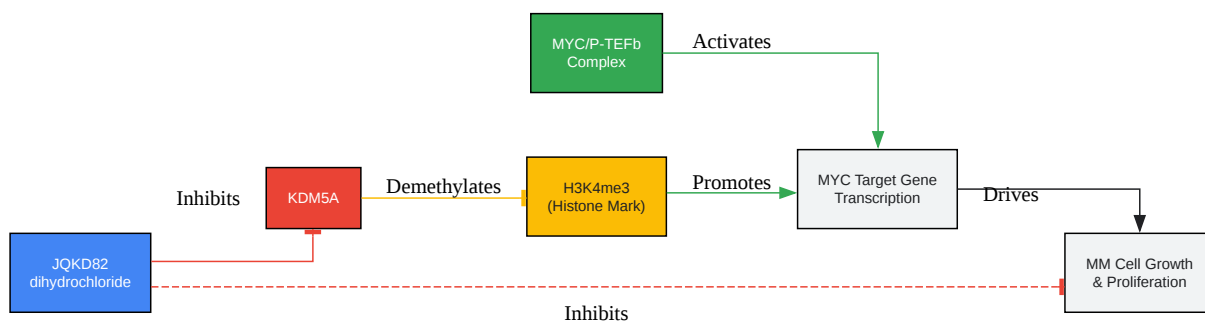 MYC/P-TEFb
Complex
Activates
Inhibits
KDM5A
Demethylates
H3K4me3
(Histone Mark)
Promotes
MYC Target Gene
Transcription
Drives
JQKD82
dihydrochloride
MM Cell Growth
& Proliferation
Inhibits